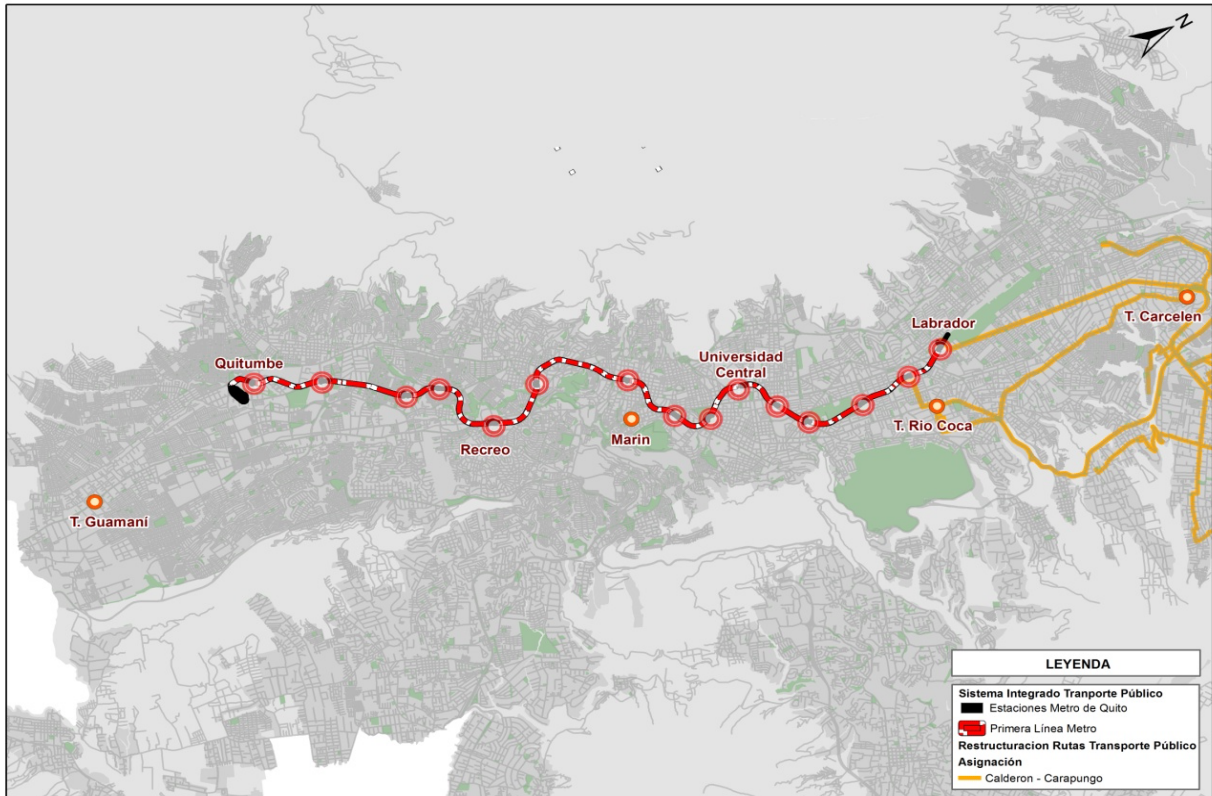 N
Labrador
T. Carcelen
Quitumbe
Universidad
Central
T. Rio Coca
Recreo
Marin
T. Guamaní
LEYENDA
Sistema Integrado Tranporte Público
Estaciones Metro de Quito
Primera Línea Metro
Restructuracion Rutas Transporte Público
Asignación
Calderon - Carapungo